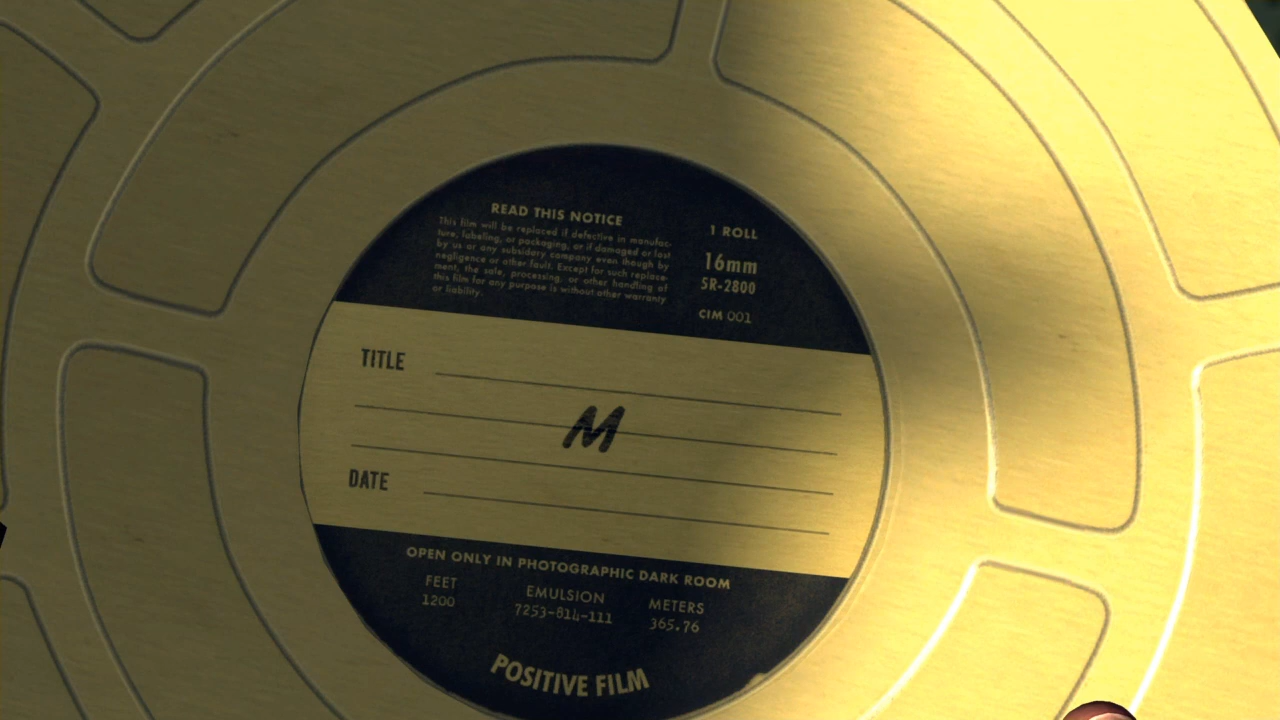 READ THIS NOTICE
This film will be replaced if defective in manufac-
ture, labeling, or packaging, or if damaged or lost
by us or any subsidary company even though by
negligence or other fault. Except for such replace-
ment, the sale, processing, or other handling of
this film for any purpose is without other warranty
or liability.
1 ROLL
16mm
SR-2800
CIM 001
TITLE
M
DATE
OPEN ONLY IN PHOTOGRAPHIC DARK ROOM
FEET
1200
EMULSION
7253-814-111
METERS
365.76
POSITIVE FILM